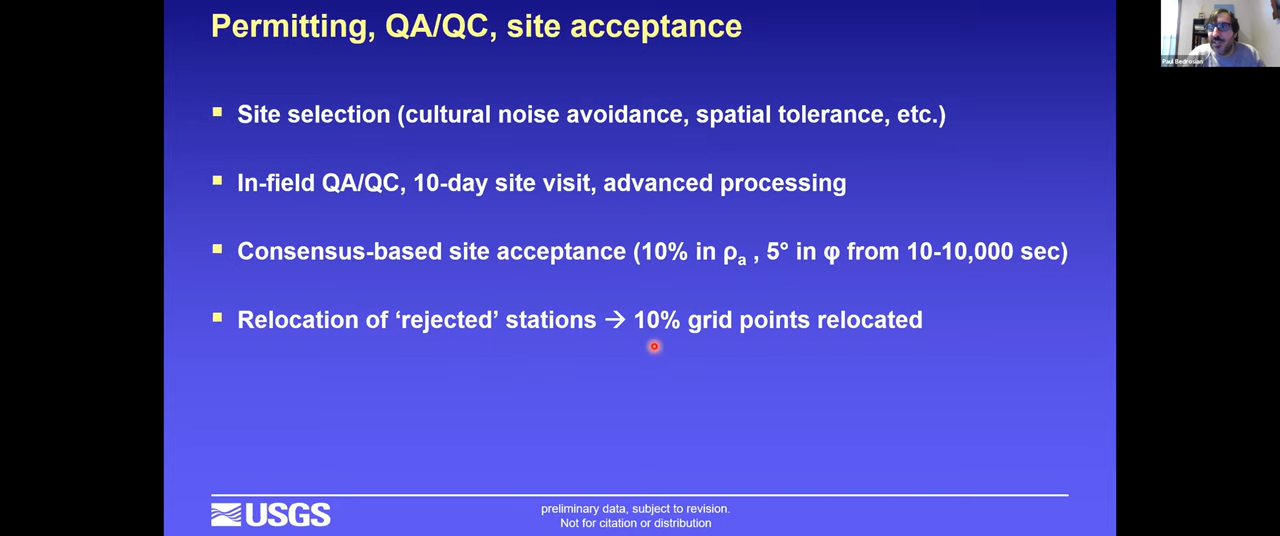 Permitting, QA/QC, site acceptance
Paul Bedrosian
Site selection (cultural noise avoidance, spatial tolerance, etc.)
In-field QA/QC, 10-day site visit, advanced processing
Consensus-based site acceptance (10% in ρₐ , 5° in φ from 10-10,000 sec)
Relocation of ‘rejected’ stations → 10% grid points relocated
USGS
preliminary data, subject to revision.
Not for citation or distribution